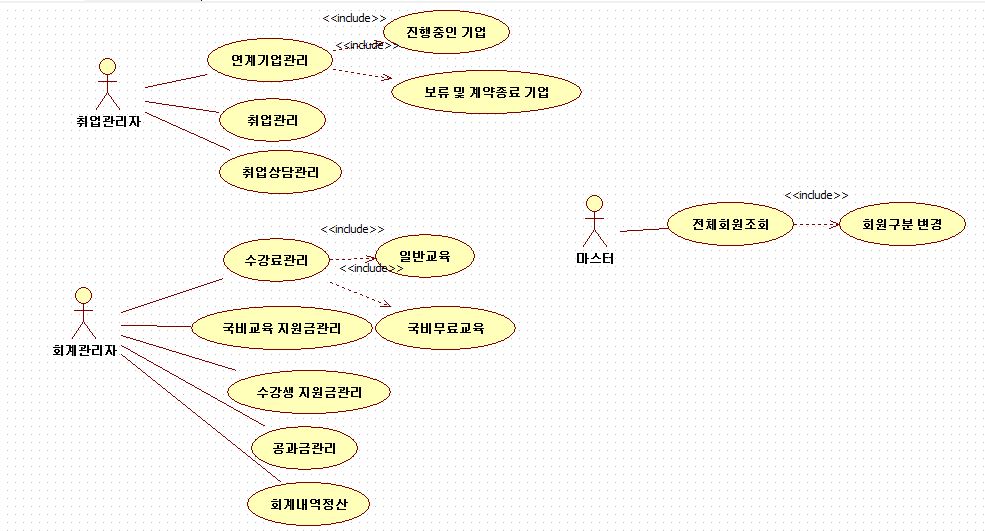 <<include>>
진행중인 기업
<<include>>
연계기업관리
보류 및 계약종료 기업
취업관리자
취업관리
취업상담관리
<<include>>
전체회원조회
회원구분 변경
마스터
<<include>>
수강료관리
일반교육
<<include>>
국비교육 지원금관리
국비무료교육
회계관리자
수강생 지원금관리
공과금관리
회계내역정산